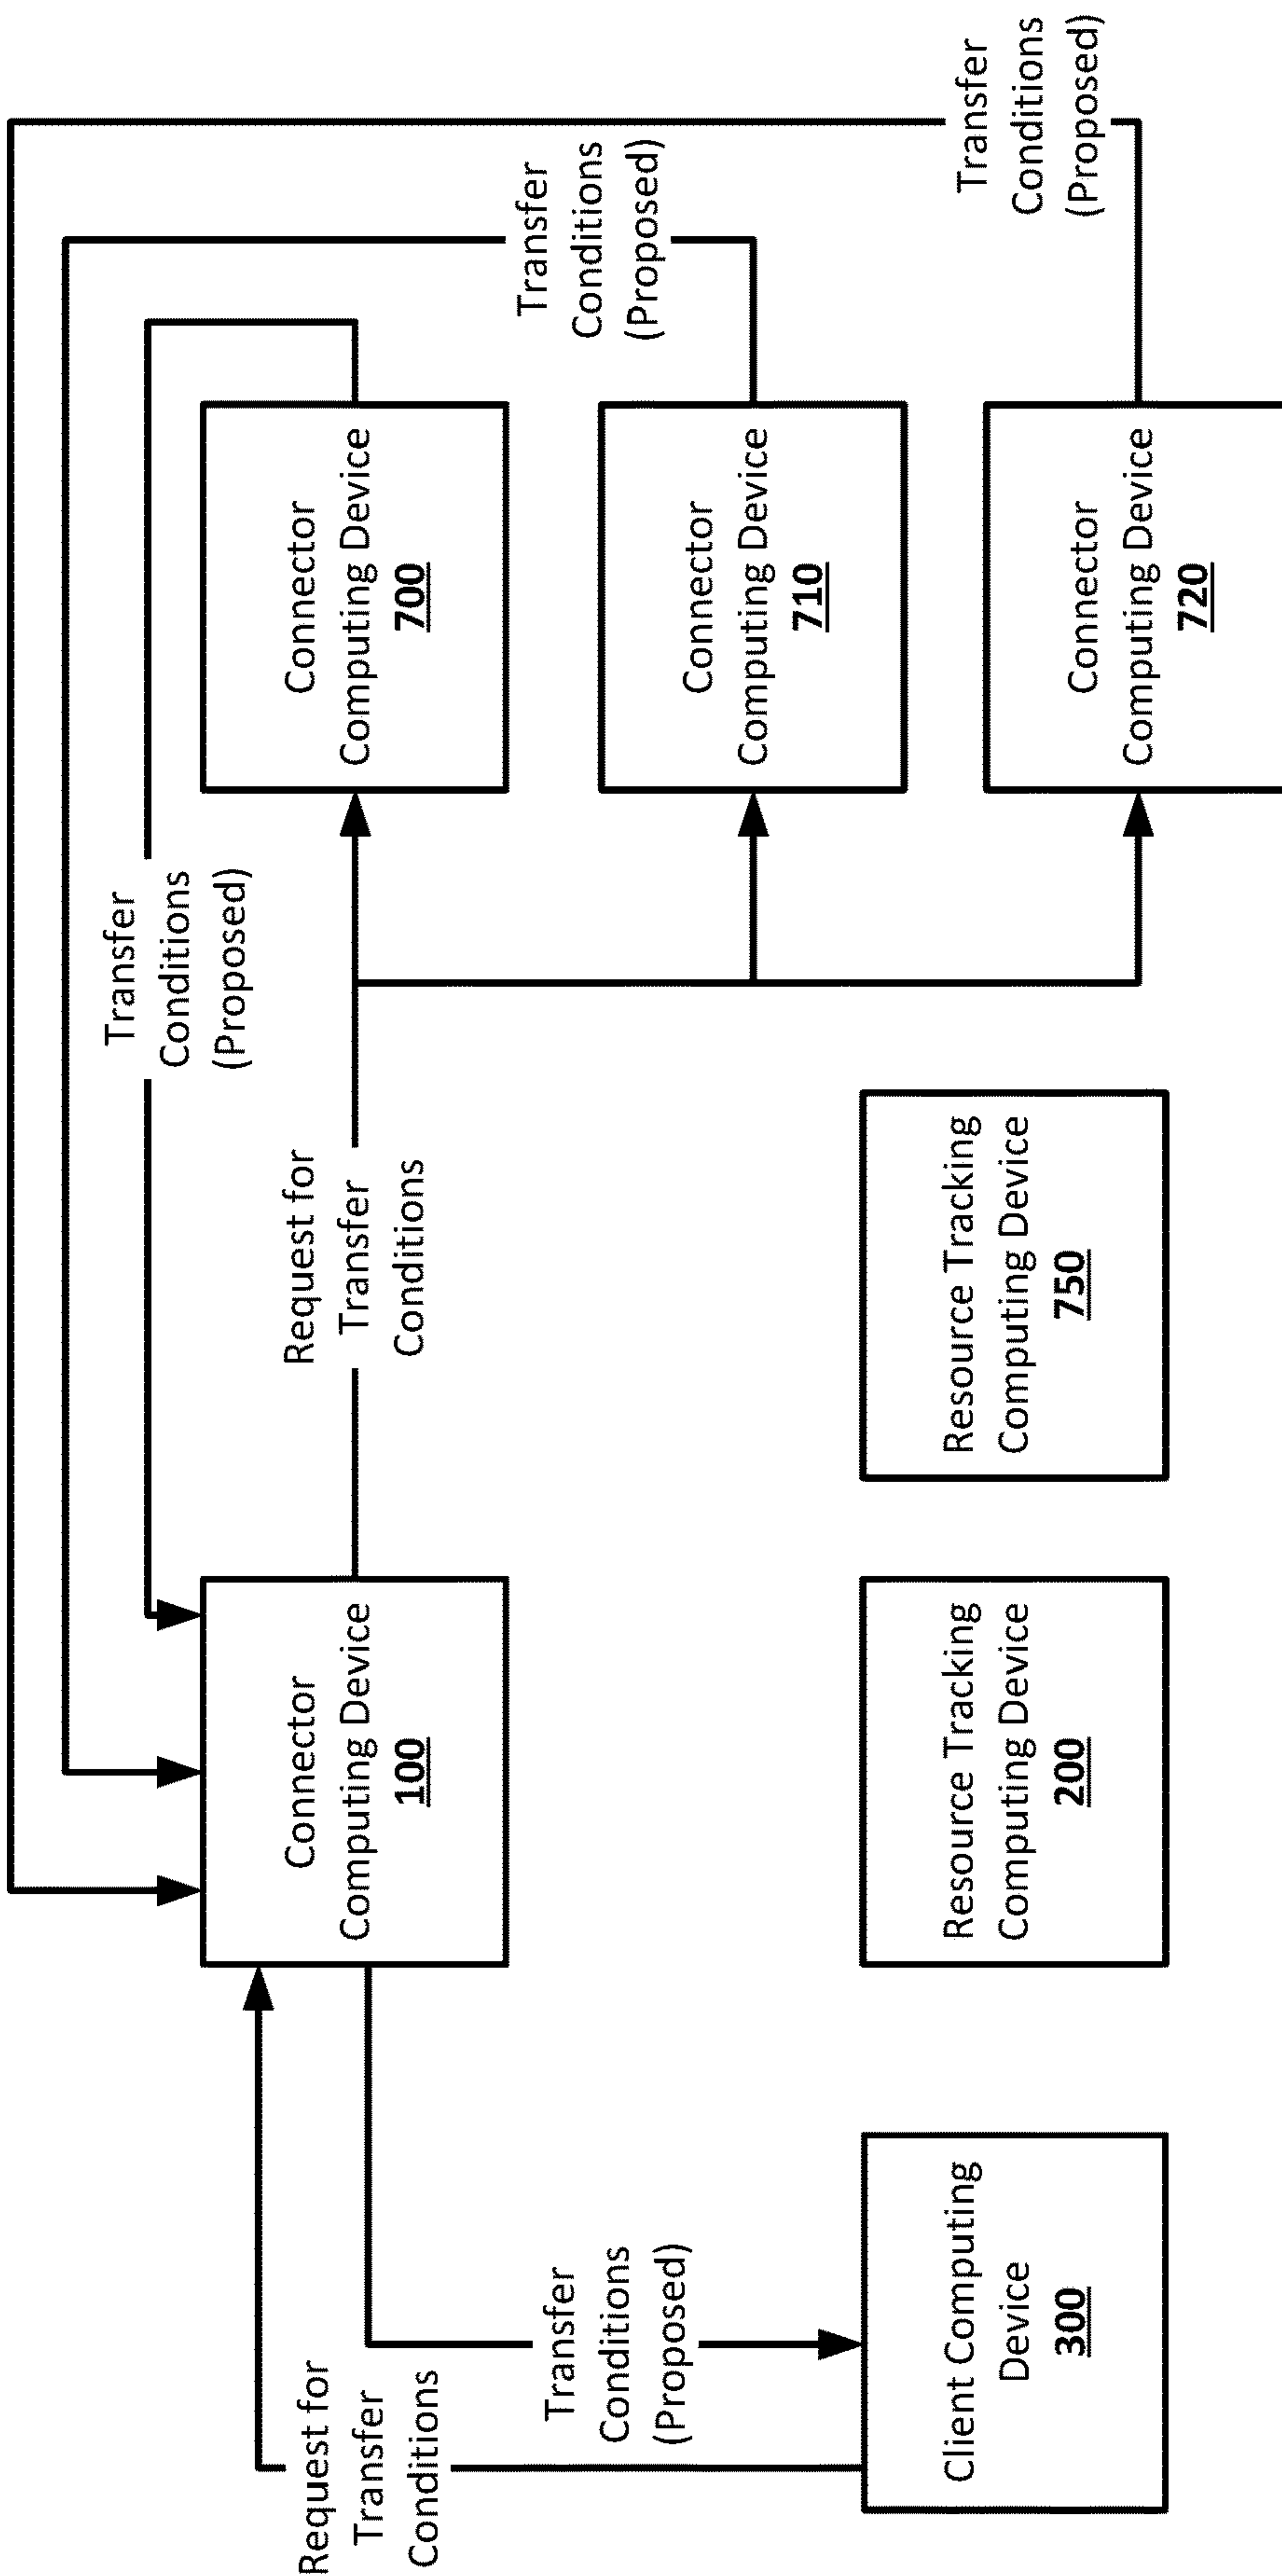 Transfer
Conditions
(Proposed)
Request for
Transfer
Conditions
Connector
Computing Device
100
Request for
Transfer
Conditions
Connector
Computing Device
700
Transfer
Conditions
(Proposed)
Transfer
Conditions
(Proposed)
Connector
Computing Device
710
Transfer
Conditions
(Proposed)
Client Computing
Device
300
Resource Tracking
Computing Device
200
Resource Tracking
Computing Device
750
Connector
Computing Device
720